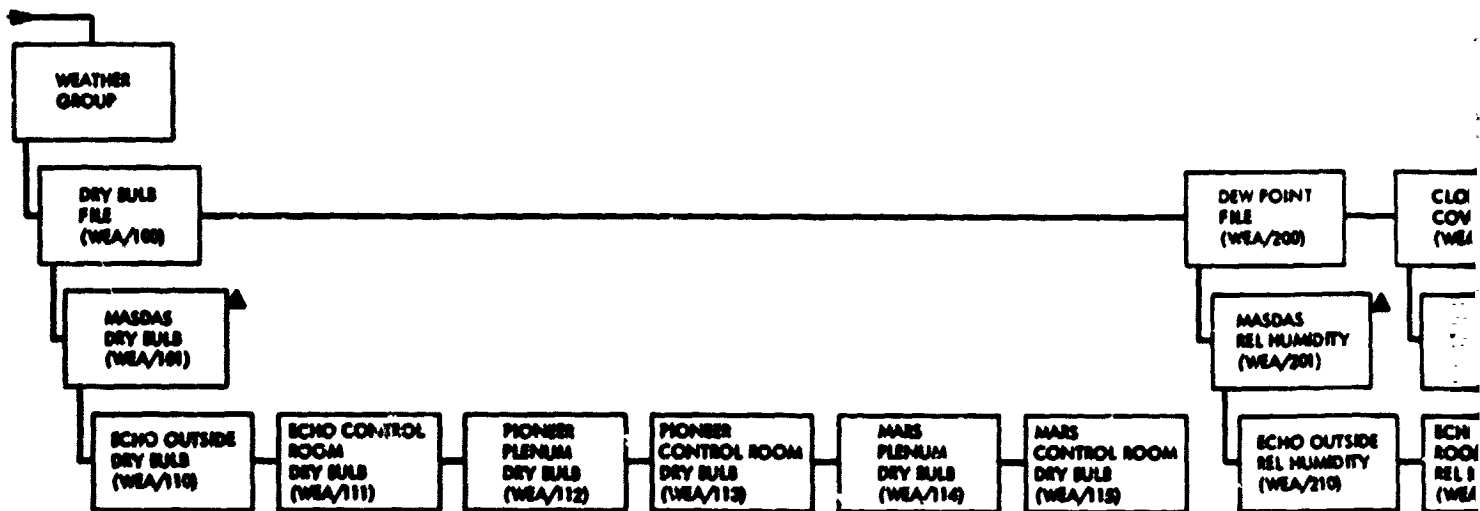 WEATHER
GROUP
DRY BULB
FILE
(WEA/100)
DEW POINT
FILE
(WEA/200)
MASDAS
DRY BULB
(WEA/101)
MASDAS
REL HUMIDITY
(WEA/201)
ECHO OUTSIDE
DRY BULB
(WEA/110)
ECHO CONTROL
ROOM
DRY BULB
(WEA/111)
PIONEER
PLENUM
DRY BULB
(WEA/112)
PIONEER
CONTROL ROOM
DRY BULB
(WEA/113)
MARS
PLENUM
DRY BULB
(WEA/114)
MARS
CONTROL ROOM
DRY BULB
(WEA/115)
ECHO OUTSIDE
REL HUMIDITY
(WEA/210)
REL